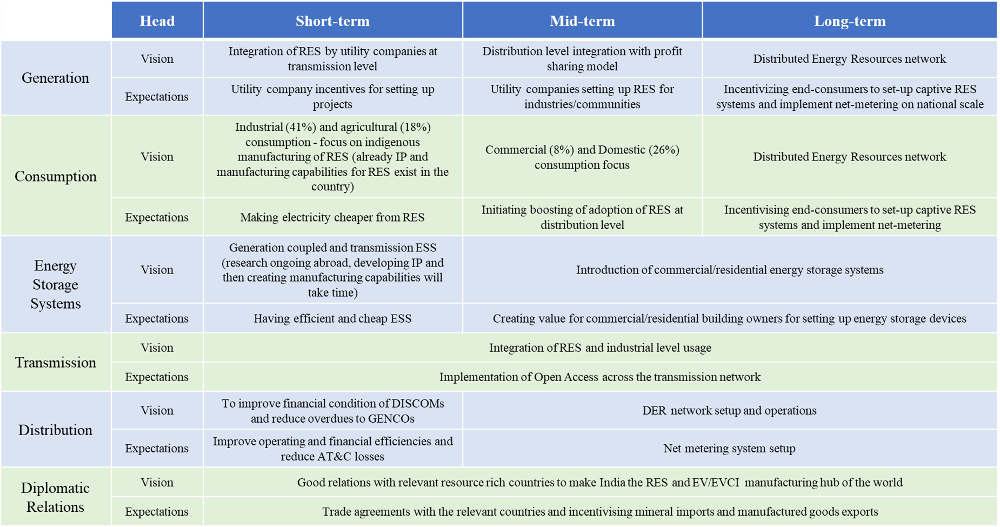 Head
Short-term
Mid-term
Long-term
Generation
Vision
Integration of RES by utility companies at
transmission level
Distribution level integration with profit
sharing model
Distributed Energy Resources network
Expectations
Utility company incentives for setting up
projects
Utility companies setting up RES for
industries/communities
Incentivizing end-consumers to set-up captive RES
systems and implement net-metering on national scale
Consumption
Vision
Industrial (41%) and agricultural (18%)
consumption - focus on indigenous
manufacturing of RES (already IP and
manufacturing capabilities for RES exist in the
country)
Commercial (8%) and Domestic (26%)
consumption focus
Distributed Energy Resources network
Expectations
Making electricity cheaper from RES
Initiating boosting of adoption of RES at
distribution level
Incentivising end-consumers to set-up captive RES
systems and implement net-metering
Energy
Storage
Systems
Vision
Generation coupled and transmission ESS
(research ongoing abroad, developing IP and
then creating manufacturing capabilities will
take time)
Introduction of commercial/residential energy storage systems
Expectations
Having efficient and cheap ESS
Creating value for commercial/residential building owners for setting up energy storage devices
Transmission
Vision
Integration of RES and industrial level usage
Expectations
Implementation of Open Access across the transmission network
Distribution
Vision
To improve financial condition of DISCOMs
and reduce overdues to GENCOs
DER network setup and operations
Expectations
Improve operating and financial efficiencies and
reduce AT&C losses
Net metering system setup
Diplomatic
Relations
Vision
Good relations with relevant resource rich countries to make India the RES and EV/EVCI manufacturing hub of the world
Expectations
Trade agreements with the relevant countries and incentivising mineral imports and manufactured goods exports